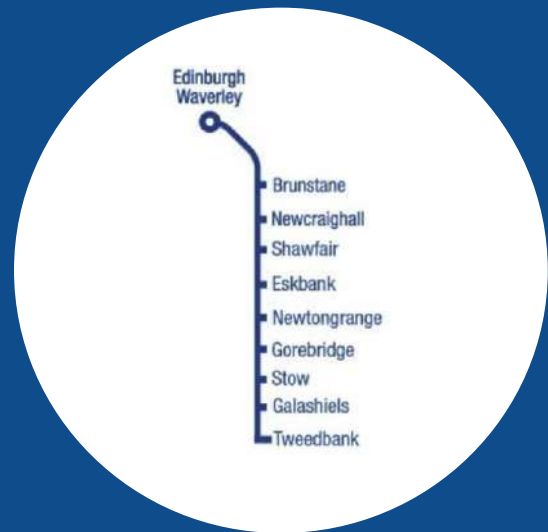 Edinburgh
Waverley
Brunstane
Newcraighall
Shawfair
Eskbank
Newtongrange
Gorebridge
Stow
Galashiels
Tweedbank